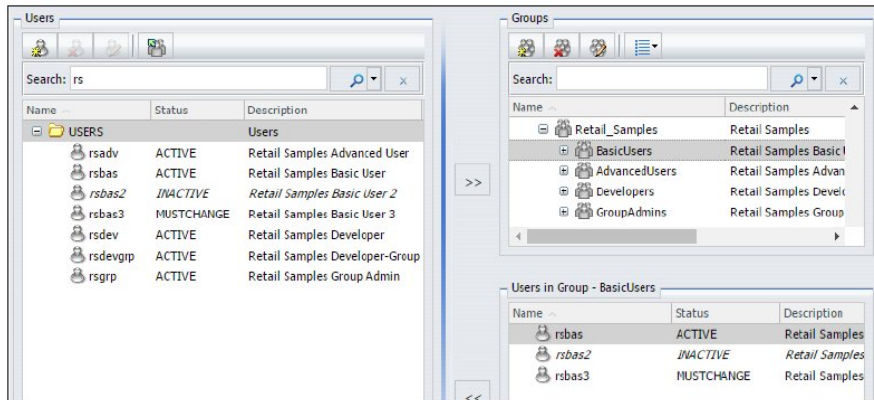 Users
Search: rs
Name Status Description
USERS Users
rsadv ACTIVE Retail Samples Advanced User
rsbas ACTIVE Retail Samples Basic User
rsbas2 INACTIVE Retail Samples Basic User 2
rsbas3 MUSTCHANGE Retail Samples Basic User 3
rsdev ACTIVE Retail Samples Developer
rsdevgrp ACTIVE Retail Samples Developer-Group
rsgrp ACTIVE Retail Samples Group Admin
>>
<<
Groups
Search:
Name Description
Retail_Samples Retail Samples
BasicUsers Retail Samples Basic
AdvancedUsers Retail Samples Advan
Developers Retail Samples Develo
GroupAdmins Retail Samples Group
Users in Group - BasicUsers
Name Status Description
rsbas ACTIVE Retail Samples
rsbas2 INACTIVE Retail Samples
rsbas3 MUSTCHANGE Retail Samples